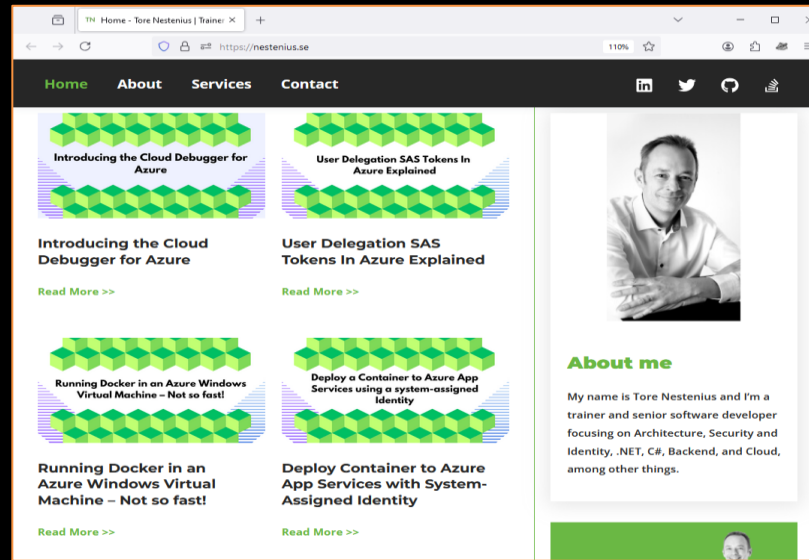 TN Home - Tore Nestenius | Trainer
https://nestenius.se
110%
Home About Services Contact
Introducing the Cloud Debugger for
Azure
Introducing the Cloud
Debugger for Azure
Read More >>
User Delegation SAS Tokens In
Azure Explained
User Delegation SAS
Tokens In Azure Explained
Read More >>
Running Docker in an Azure Windows
Virtual Machine – Not so fast!
Running Docker in an
Azure Windows Virtual
Machine – Not so fast!
Read More >>
Deploy a Container to Azure App
Services using a system-assigned
Identity
Deploy Container to Azure
App Services with System-
Assigned Identity
Read More >>
About me
My name is Tore Nestenius and I'm a
trainer and senior software developer
focusing on Architecture, Security and
Identity, .NET, C#, Backend, and Cloud,
among other things.